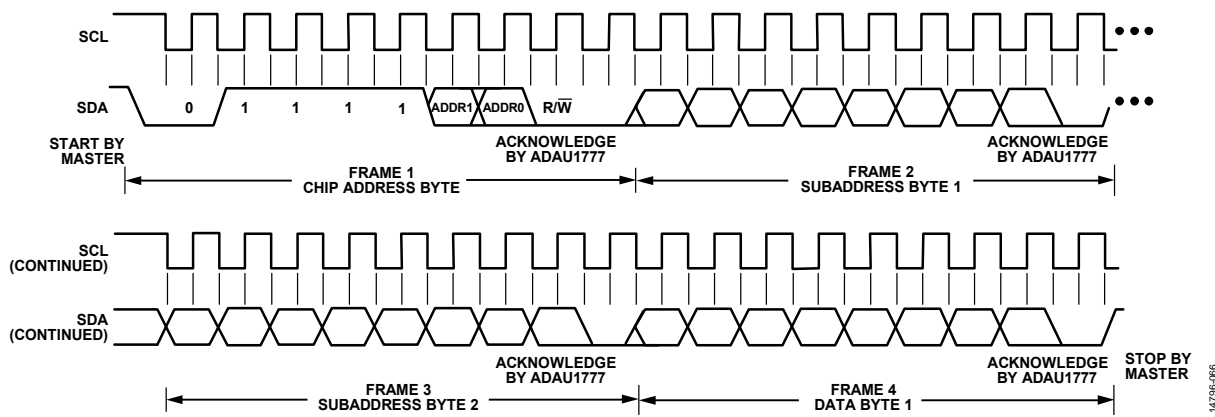 SCL
SDA
0 1 1 1 1 ADDR1 ADDR0 R/W̅
START BY
MASTER
ACKNOWLEDGE
BY ADAU1777
ACKNOWLEDGE
BY ADAU1777
FRAME 1
CHIP ADDRESS BYTE
FRAME 2
SUBADDRESS BYTE 1
SCL
(CONTINUED)
SDA
(CONTINUED)
ACKNOWLEDGE
BY ADAU1777
ACKNOWLEDGE
BY ADAU1777
STOP BY
MASTER
FRAME 3
SUBADDRESS BYTE 2
FRAME 4
DATA BYTE 1
14796-066